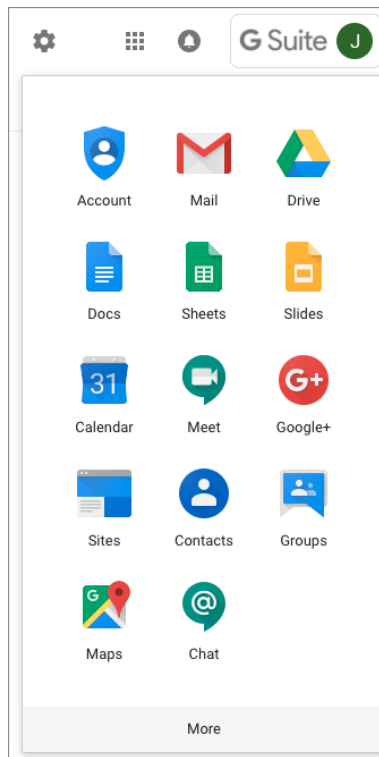 G Suite J
Account Mail Drive
Docs Sheets Slides
31 G+
Calendar Meet Google+
Sites Contacts Groups
G @
Maps Chat
More